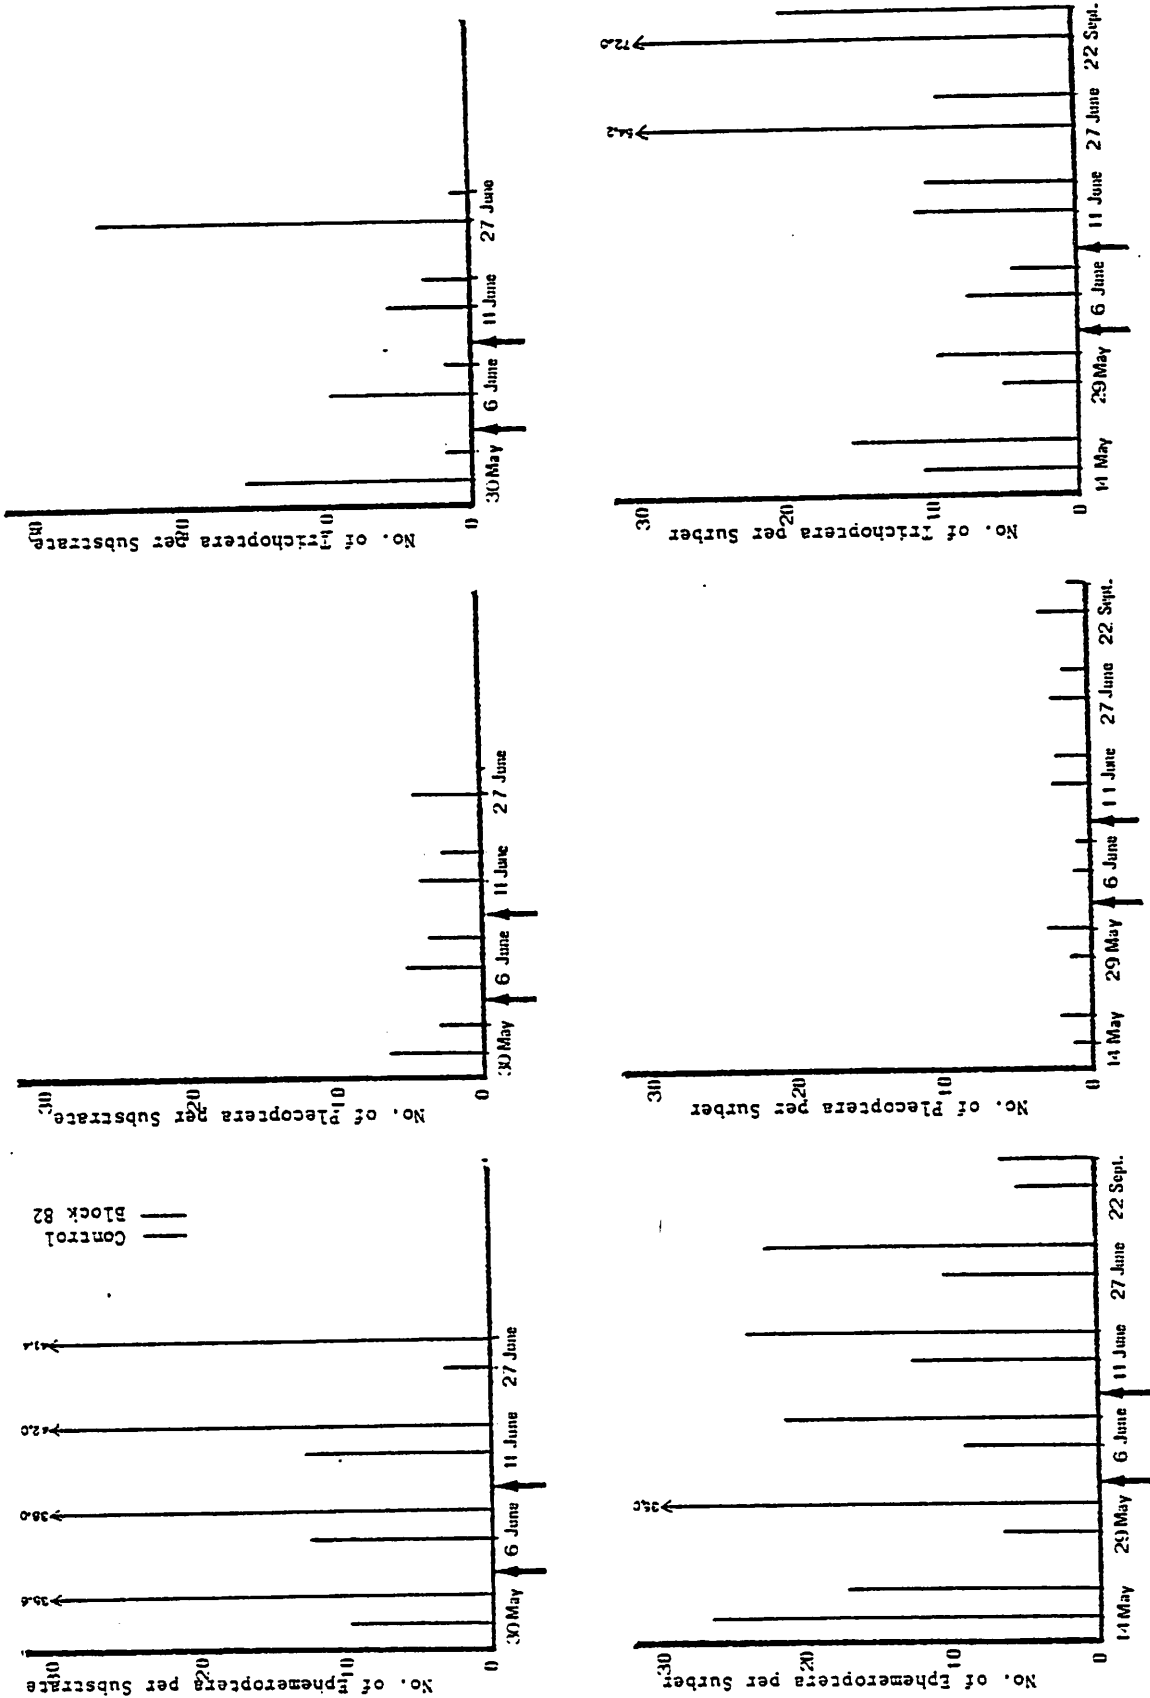 No. of Ephemeroptera per Substrate
30
20
10
0
35.6
38.0
42.0
41.4
Control
Block 82
30 May
6 June
11 June
27 June
No. of Plecoptera per Substrate
30
20
10
0
30 May
6 June
11 June
27 June
No. of Trichoptera per Substrate
30
20
10
0
30 May
6 June
11 June
27 June
No. of Ephemeroptera per Surber
30
20
10
0
14 May
29 May
6 June
11 June
27 June
22 Sept.
No. of Plecoptera per Surber
30
20
10
0
14 May
29 May
6 June
11 June
27 June
22 Sept.
No. of Trichoptera per Surber
30
20
10
0
54.2
72.0
14 May
29 May
6 June
11 June
27 June
22 Sept.